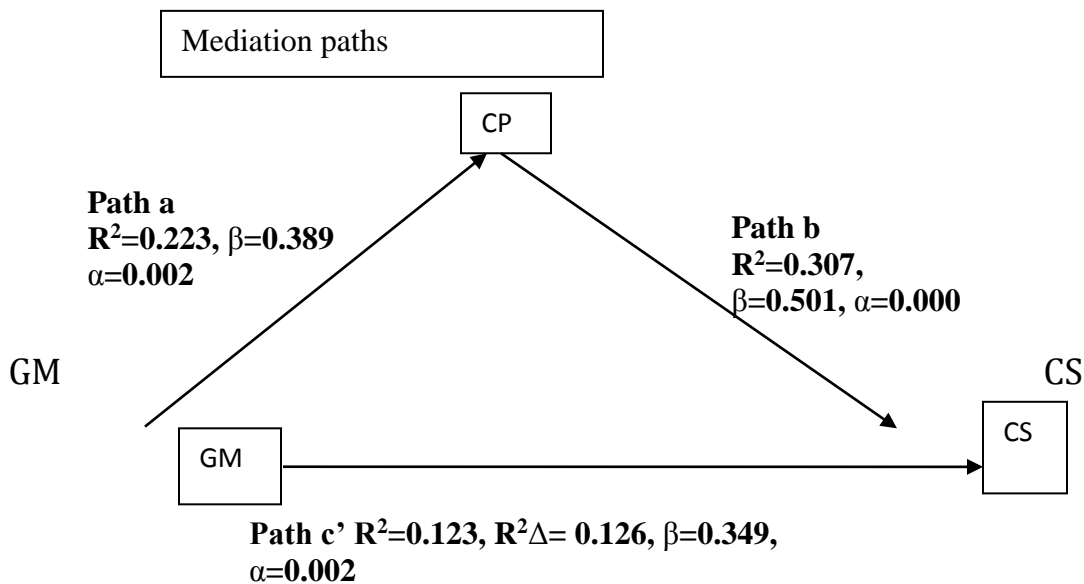 Mediation paths
CP
Path a
R²=0.223, β=0.389
α=0.002
Path b
R²=0.307,
β=0.501, α=0.000
GM
CS
GM
CS
Path c’ R²=0.123, R²Δ= 0.126, β=0.349,
α=0.002